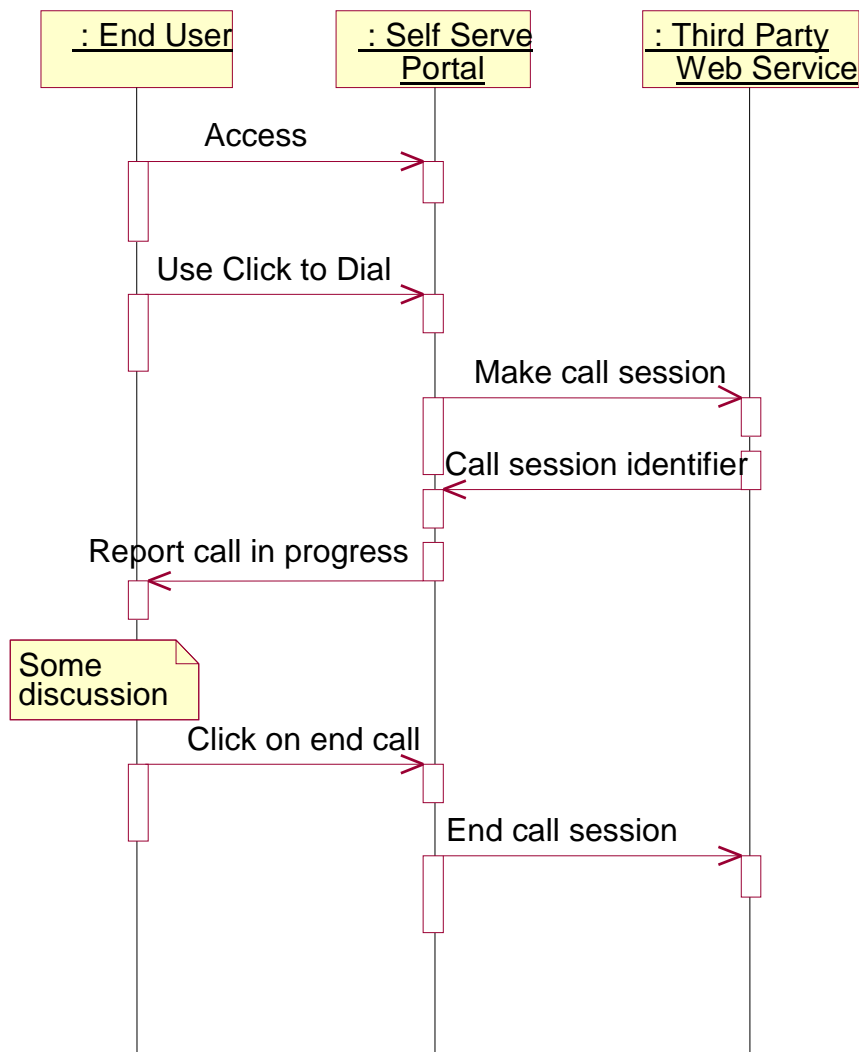 : End User
: Self Serve
Portal
: Third Party
Web Service
Access
Use Click to Dial
Make call session
Call session identifier
Report call in progress
Some
discussion
Click on end call
End call session